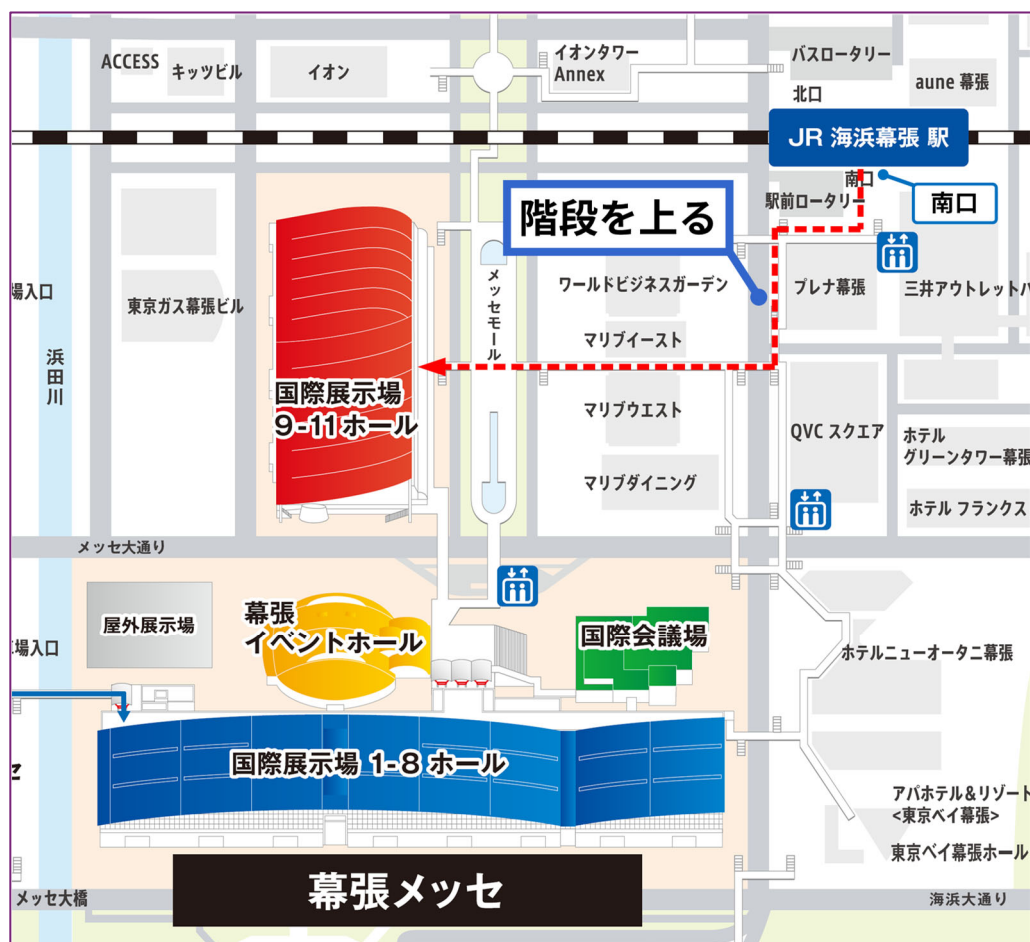 ACCESS
キッツビル
イオン
イオンタワー
Annex
バスロータリー
北口
aune 幕張
JR 海浜幕張 駅
南口
駅前ロータリー
南口
階段を上る
メッセモール
ワールドビジネスガーデン
プレナ幕張
三井アウトレットパ
場入口
東京ガス幕張ビル
浜田川
マリブイースト
国際展示場
9-11ホール
マリブウエスト
QVC スクエア
ホテル
グリーンタワー幕張
マリブダイニング
ホテル フランクス
メッセ大通り
屋外展示場
幕張
イベントホール
国際会議場
場入口
ホテルニューオータニ幕張
国際展示場 1-8 ホール
アパホテル&リゾート
<東京ベイ幕張>
東京ベイ幕張ホール
幕張メッセ
メッセ大橋
海浜大通り